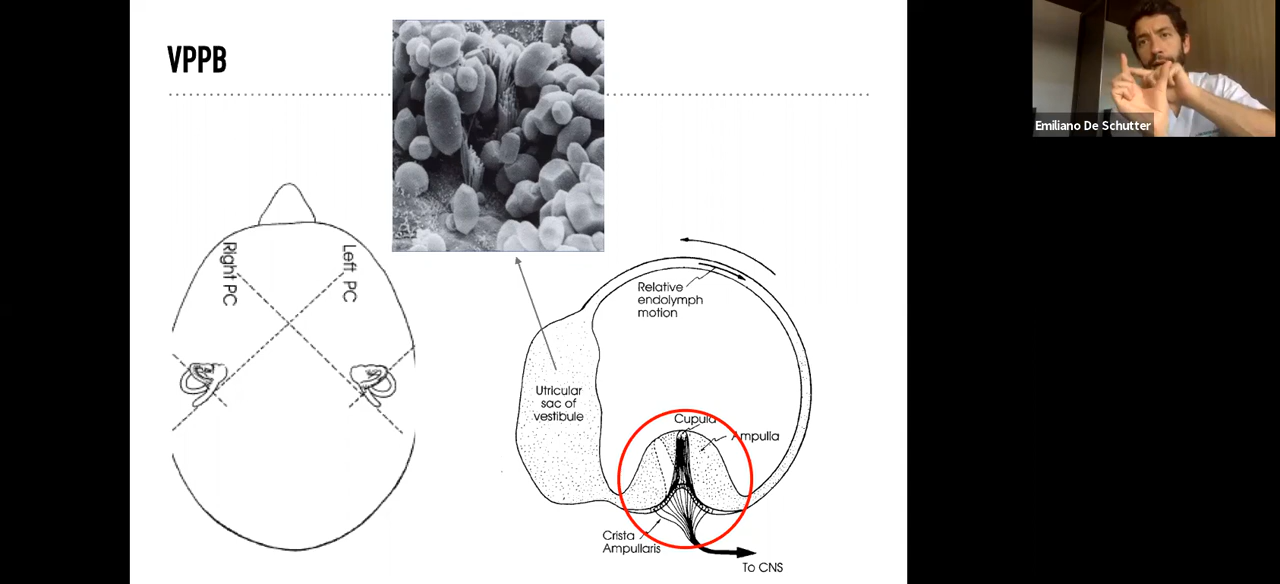 VPPB
Emiliano De Schutter
Right PC
Left PC
Relative
endolymph
motion
Utricular
sac of
vestibule
Cupula
Ampulla
Crista
Ampullaris
To CNS